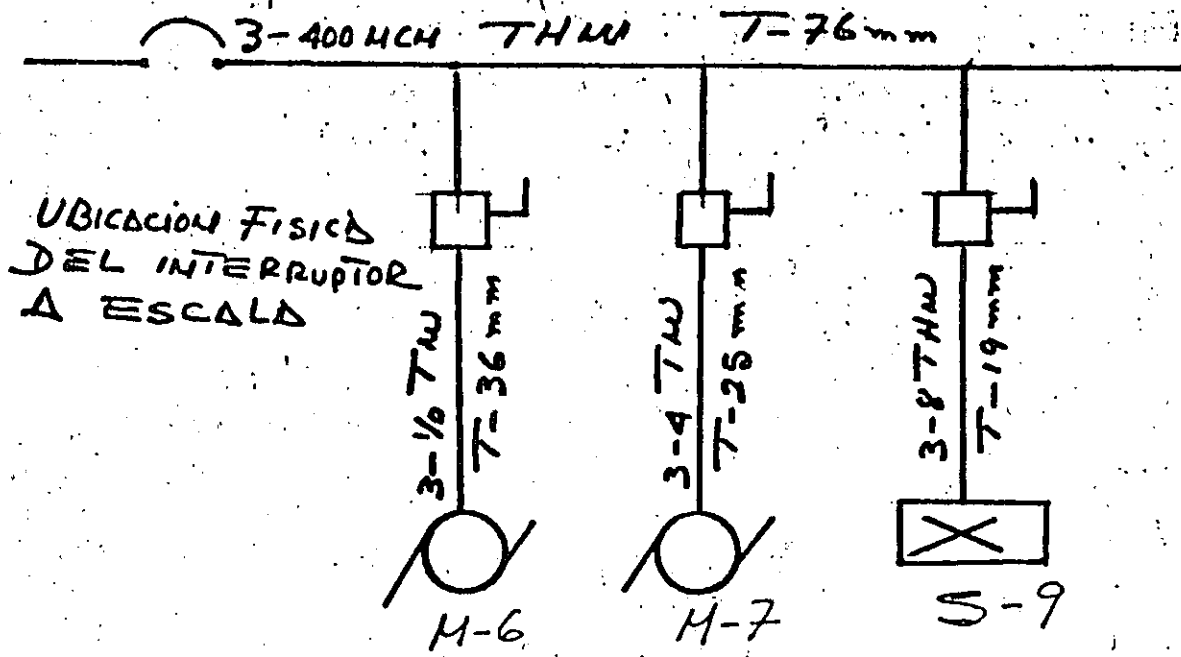 3-400 MCM THW T-76mm
UBICACION FISICA
DEL INTERRUPTOR
A ESCALA
3-1/0 TW
T-36mm
3-4 TW
T-25mm
3-8 THW
T-19mm
M-6
M-7
S-9